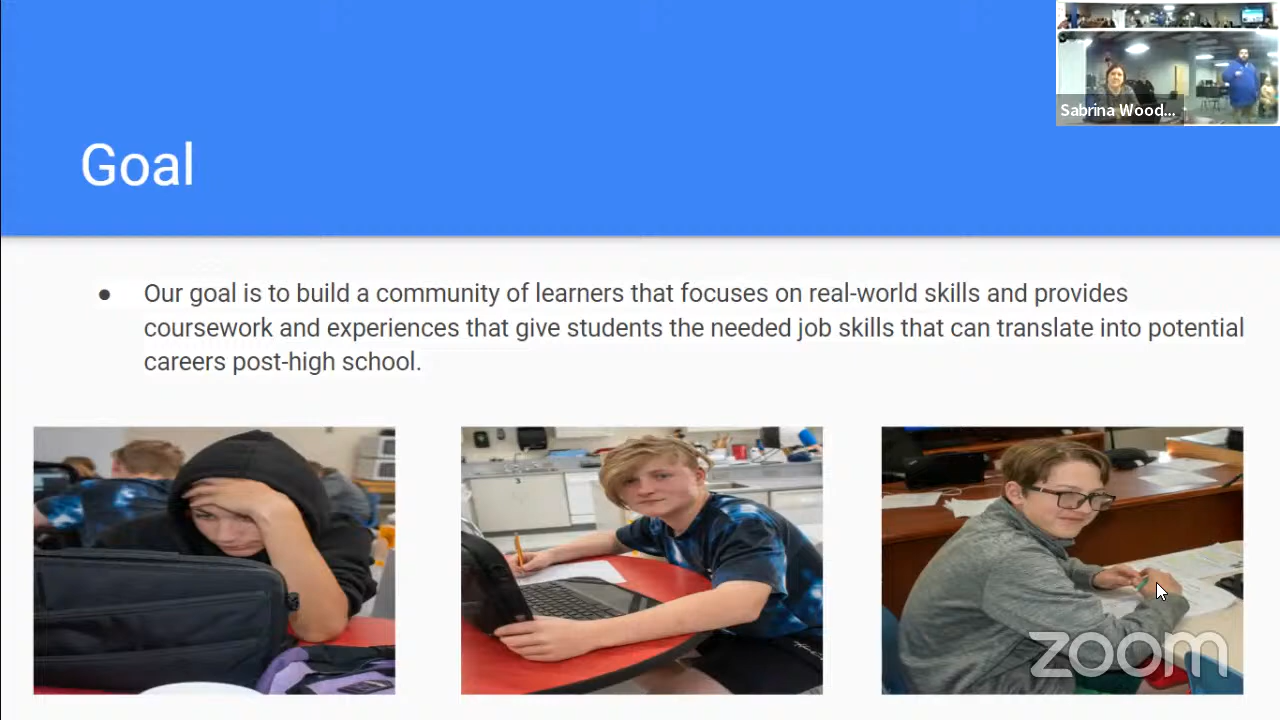 Sabrina Wood...
Goal
● Our goal is to build a community of learners that focuses on real-world skills and provides
coursework and experiences that give students the needed job skills that can translate into potential
careers post-high school.
3
zoom